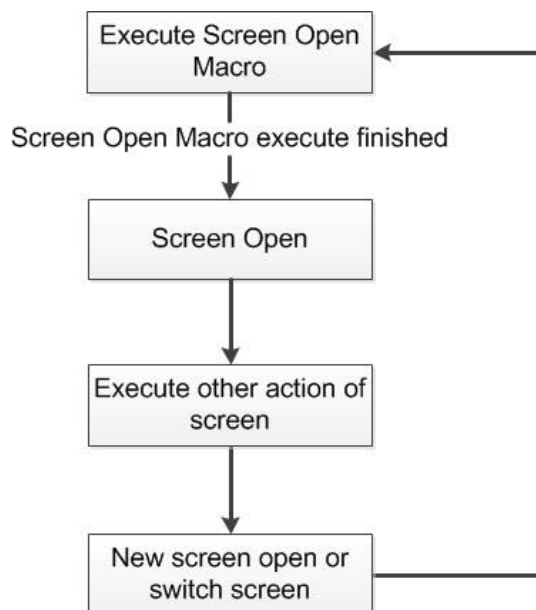 Execute Screen Open
Macro
Screen Open Macro execute finished
Screen Open
Execute other action of
screen
New screen open or
switch screen